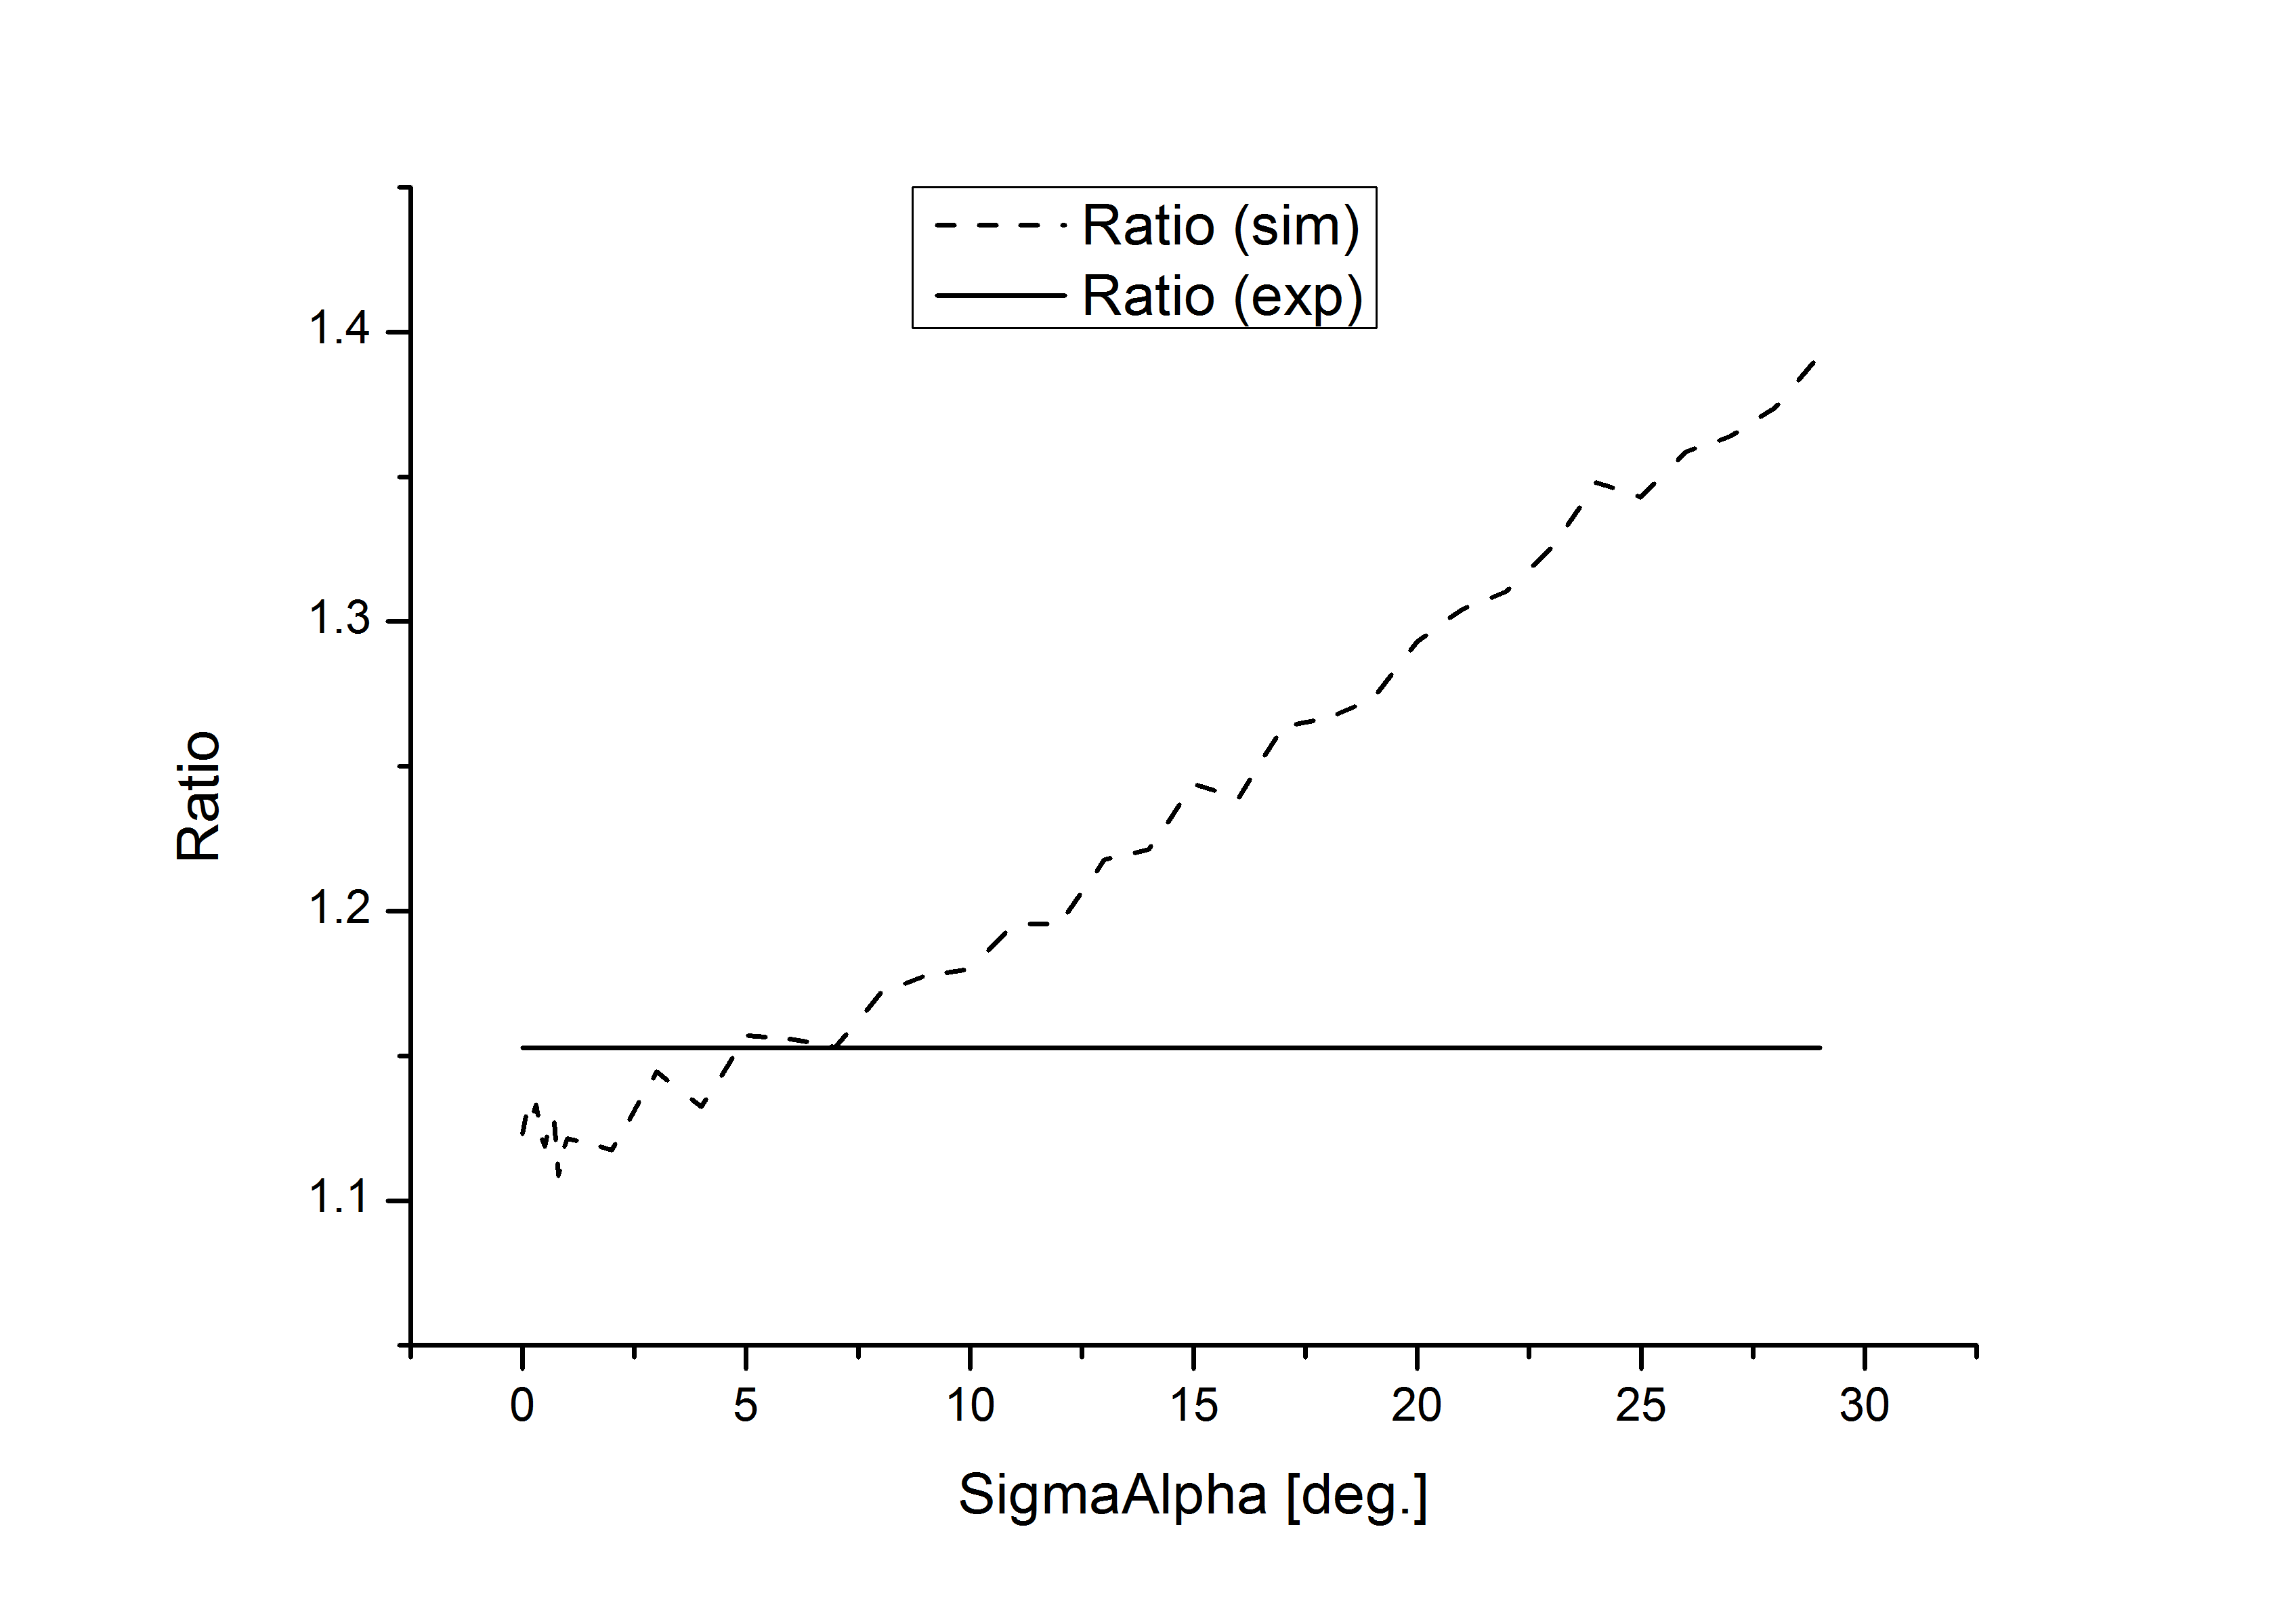 Ratio (sim)
Ratio (exp)
1.4
1.3
1.2
1.1
Ratio
0 5 10 15 20 25 30
SigmaAlpha [deg.]